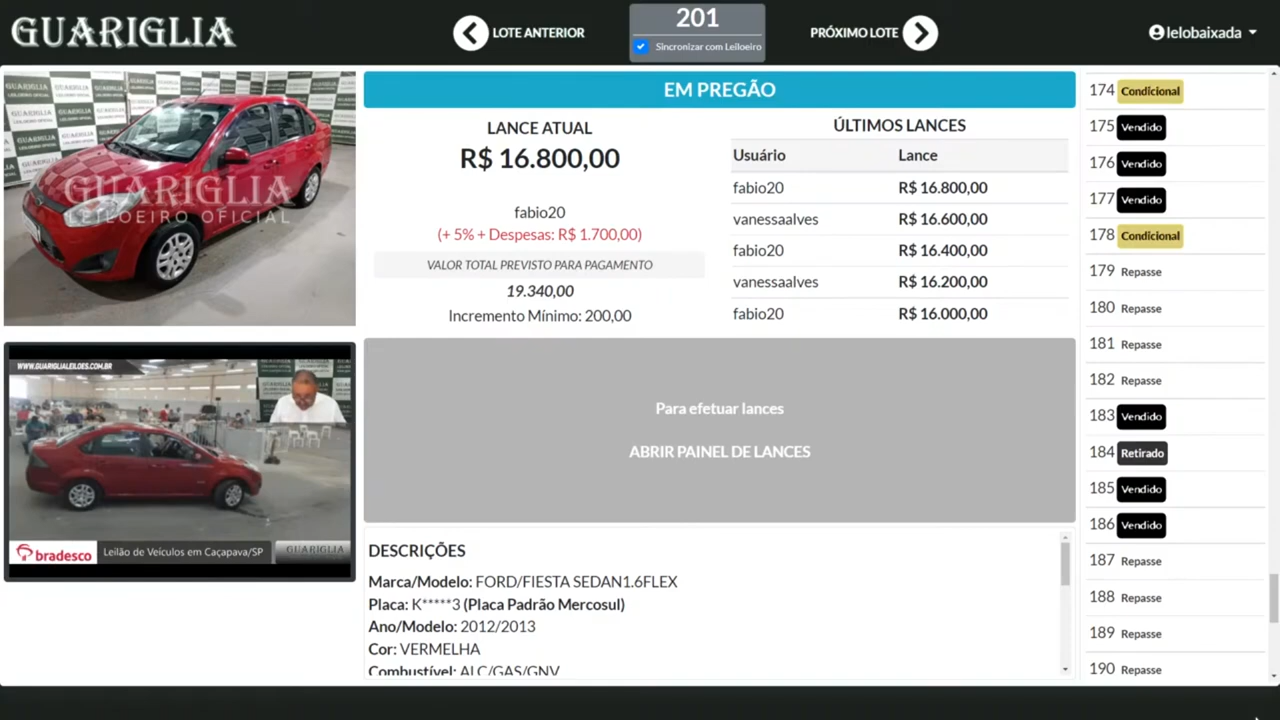 GUARIGLIA
LOTE ANTERIOR
201
Sincronizar com Leiloeiro
PRÓXIMO LOTE
lelobaixada
GUARIGLIA
LEILOEIRO OFICIAL
EM PREGÃO
LANCE ATUAL
R$ 16.800,00
fabio20
(+ 5% + Despesas: R$ 1.700,00)
VALOR TOTAL PREVISTO PARA PAGAMENTO
19.340,00
Incremento Mínimo: 200,00
ÚLTIMOS LANCES
Usuário Lance
fabio20 R$ 16.800,00
vanessaalves R$ 16.600,00
fabio20 R$ 16.400,00
vanessaalves R$ 16.200,00
fabio20 R$ 16.000,00
WWW.GUARIGLIALEILOES.COM.BR
bradesco
Leilão de Veículos em Caçapava/SP
GUARIGLIA
Para efetuar lances
ABRIR PAINEL DE LANCES
DESCRIÇÕES
Marca/Modelo: FORD/FIESTA SEDAN1.6FLEX
Placa: K*****3 (Placa Padrão Mercosul)
Ano/Modelo: 2012/2013
Cor: VERMELHA
Combustível: ALC/GAS/GNV
174 Condicional
175 Vendido
176 Vendido
177 Vendido
178 Condicional
179 Repasse
180 Repasse
181 Repasse
182 Repasse
183 Vendido
184 Retirado
185 Vendido
186 Vendido
187 Repasse
188 Repasse
189 Repasse
190 Repasse